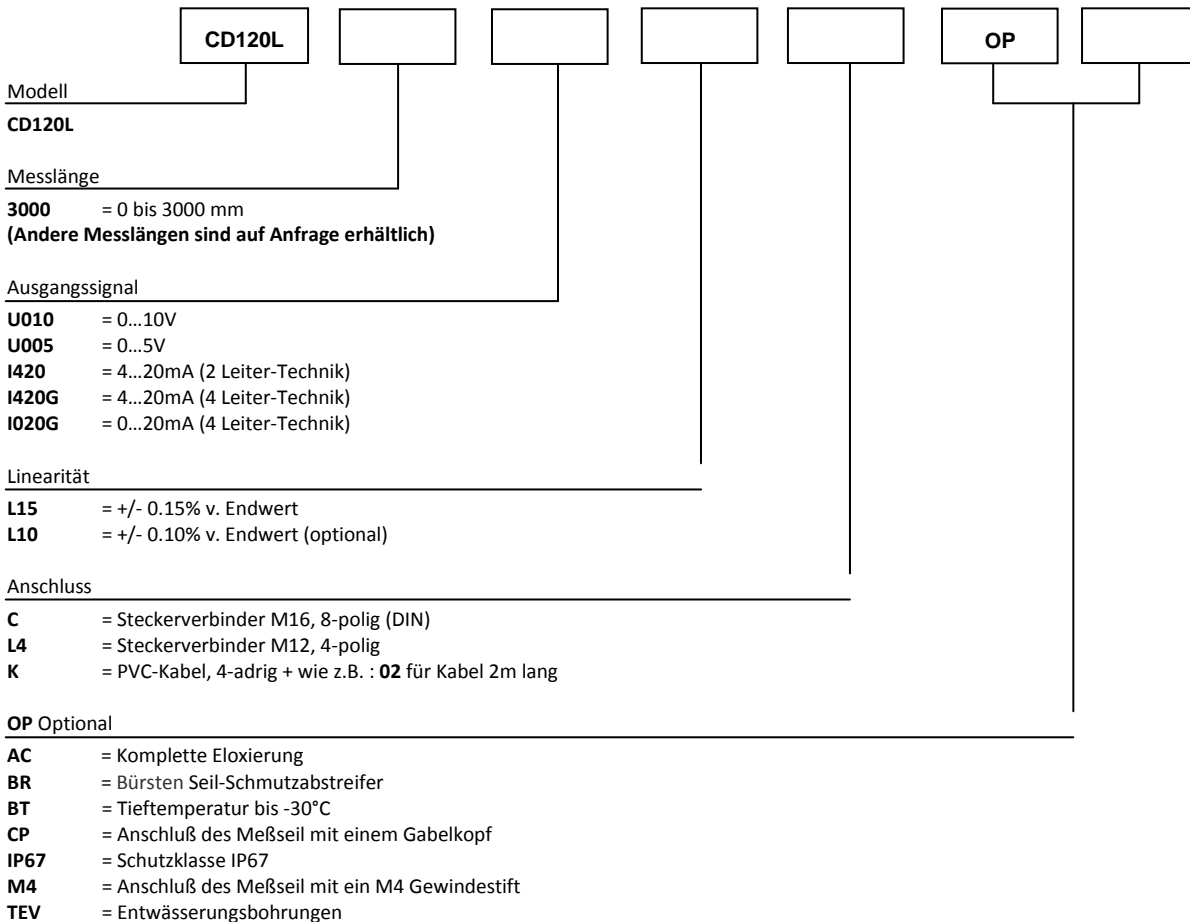 CD120L
OP
Modell
CD120L
Messlänge
3000 = 0 bis 3000 mm
(Andere Messlängen sind auf Anfrage erhältlich)
Ausgangssignal
U010 = 0…10V
U005 = 0…5V
I420 = 4…20mA (2 Leiter-Technik)
I420G = 4…20mA (4 Leiter-Technik)
I020G = 0…20mA (4 Leiter-Technik)
Linearität
L15 = +/- 0.15% v. Endwert
L10 = +/- 0.10% v. Endwert (optional)
Anschluss
C = Steckerverbinder M16, 8-polig (DIN)
L4 = Steckerverbinder M12, 4-polig
K = PVC-Kabel, 4-adrig + wie z.B. : 02 für Kabel 2m lang
OP Optional
AC = Komplette Eloxierung
BR = Bürsten Seil-Schmutzabstreifer
BT = Tieftemperatur bis -30°C
CP = Anschluß des Meßseil mit einem Gabelkopf
IP67 = Schutzklasse IP67
M4 = Anschluß des Meßseil mit ein M4 Gewindestift
TEV = Entwässerungsbohrungen